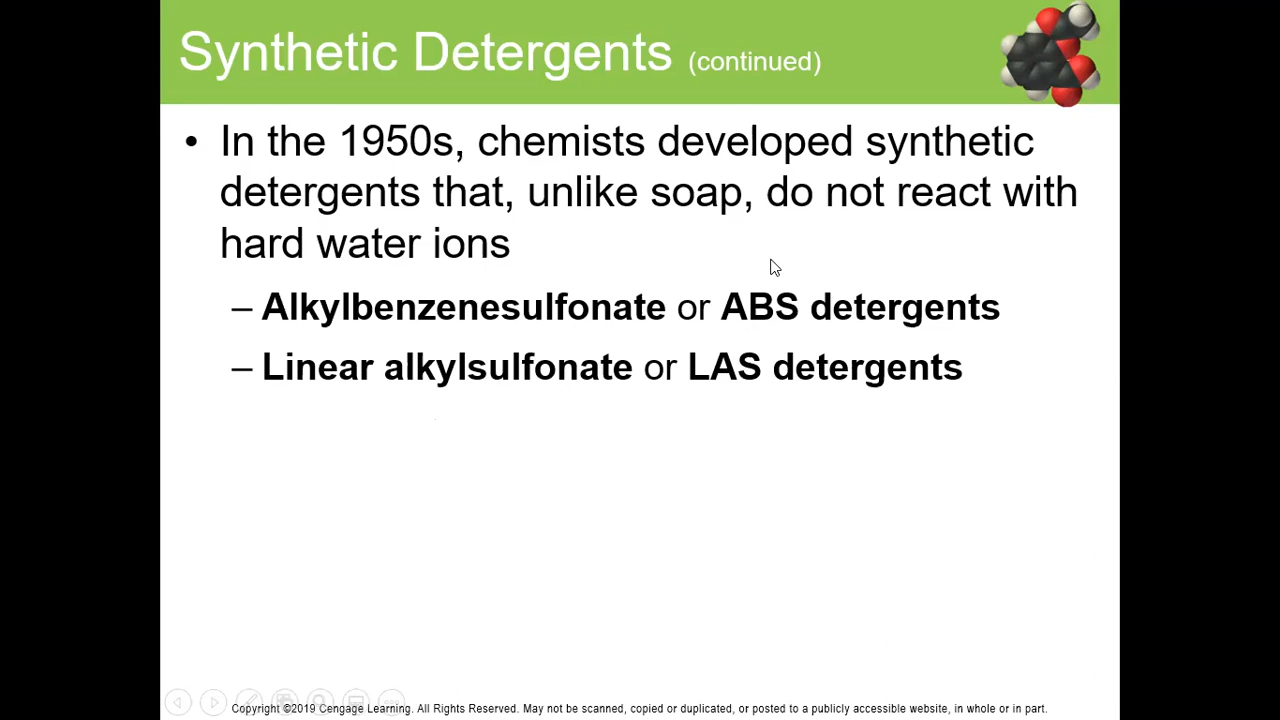 Synthetic Detergents (continued)
• In the 1950s, chemists developed synthetic
detergents that, unlike soap, do not react with
hard water ions
– Alkylbenzenesulfonate or ABS detergents
– Linear alkylsulfonate or LAS detergents
Copyright ©2019 Cengage Learning. All Rights Reserved. May not be scanned, copied or duplicated, or posted to a publicly accessible website, in whole or in part.